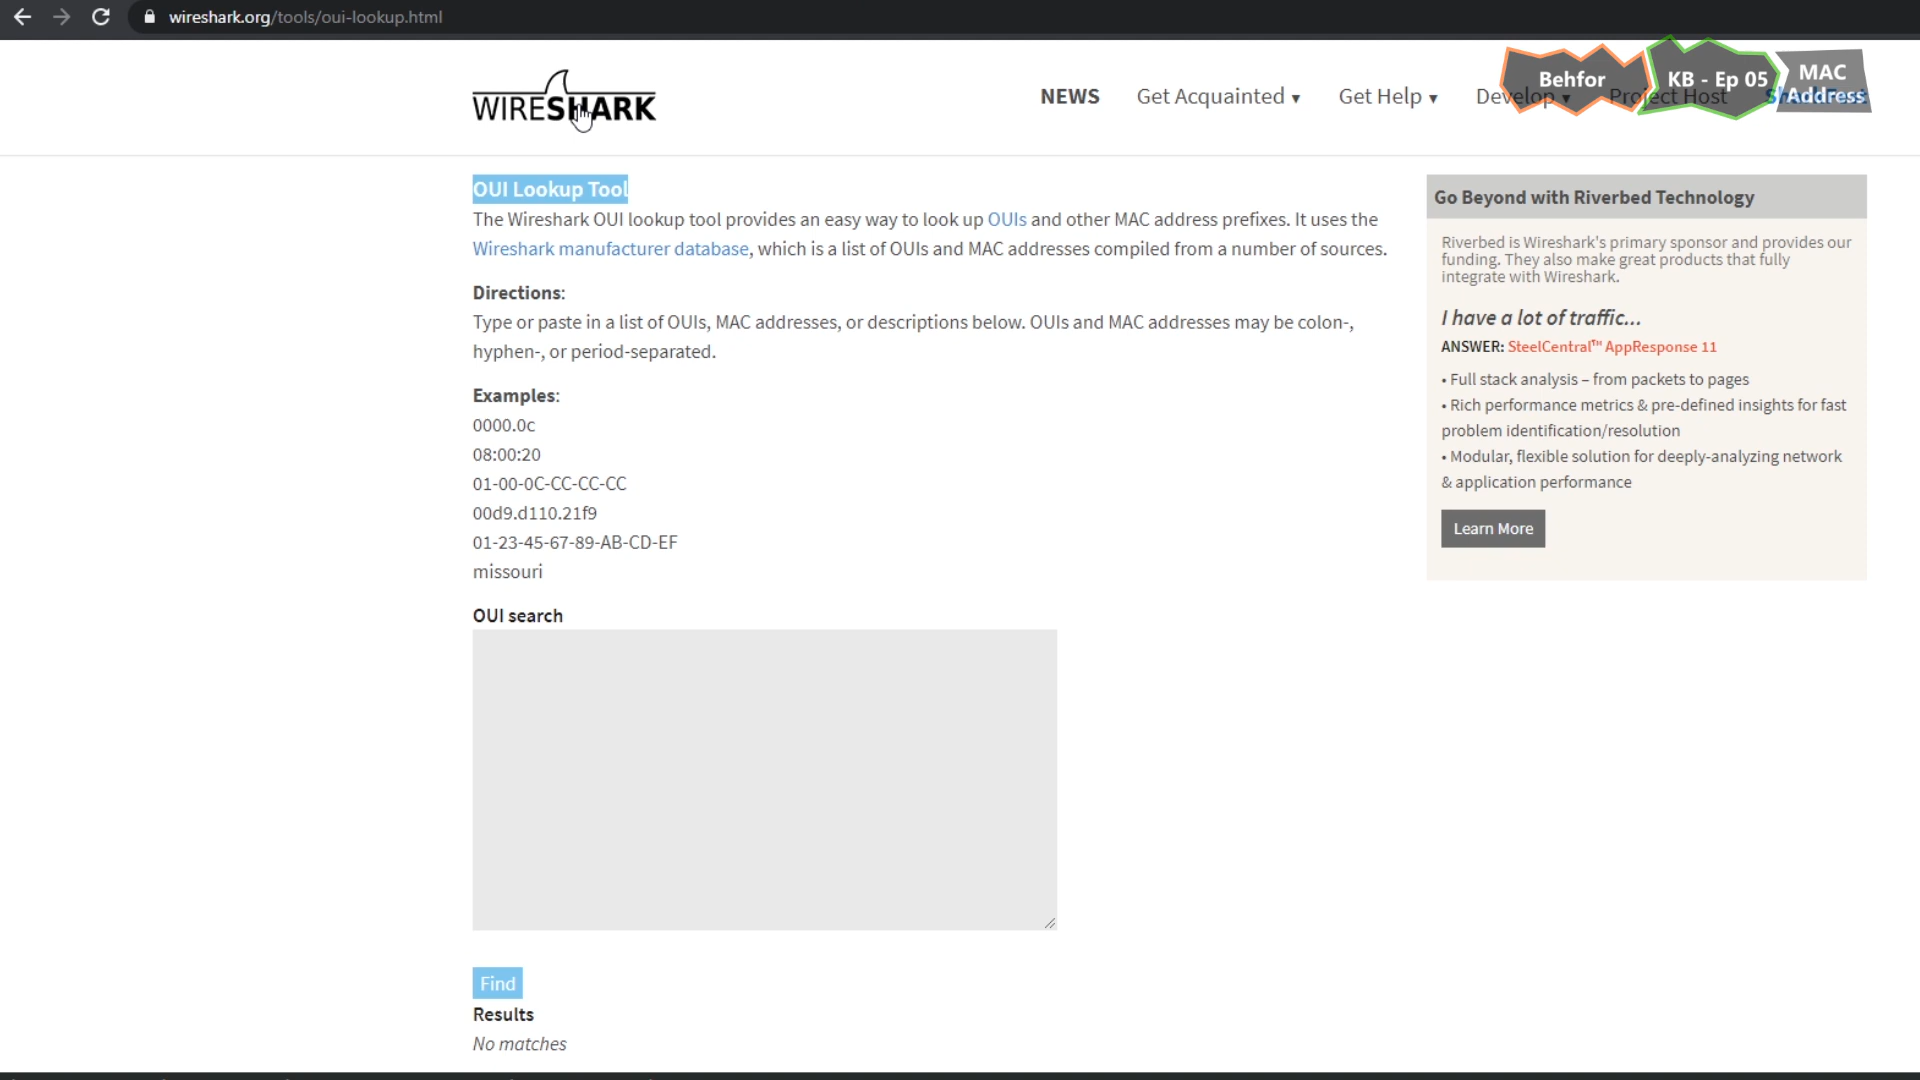 wireshark.org/tools/oui-lookup.html
WIRESHARK
NEWS Get Acquainted ▾ Get Help ▾ Develop ▾ Project Host
Behfor
KB - Ep 05
MAC
Address
OUI Lookup Tool
The Wireshark OUI lookup tool provides an easy way to look up OUIs and other MAC address prefixes. It uses the
Wireshark manufacturer database, which is a list of OUIs and MAC addresses compiled from a number of sources.
Directions:
Type or paste in a list of OUIs, MAC addresses, or descriptions below. OUIs and MAC addresses may be colon-,
hyphen-, or period-separated.
Examples:
0000.0c
08:00:20
01-00-0C-CC-CC-CC
00d9.d110.21f9
01-23-45-67-89-AB-CD-EF
missouri
OUI search
Find
Results
No matches
Go Beyond with Riverbed Technology
Riverbed is Wireshark's primary sponsor and provides our
funding. They also make great products that fully
integrate with Wireshark.
I have a lot of traffic...
ANSWER: SteelCentral™ AppResponse 11
• Full stack analysis – from packets to pages
• Rich performance metrics & pre-defined insights for fast
problem identification/resolution
• Modular, flexible solution for deeply-analyzing network
& application performance
Learn More